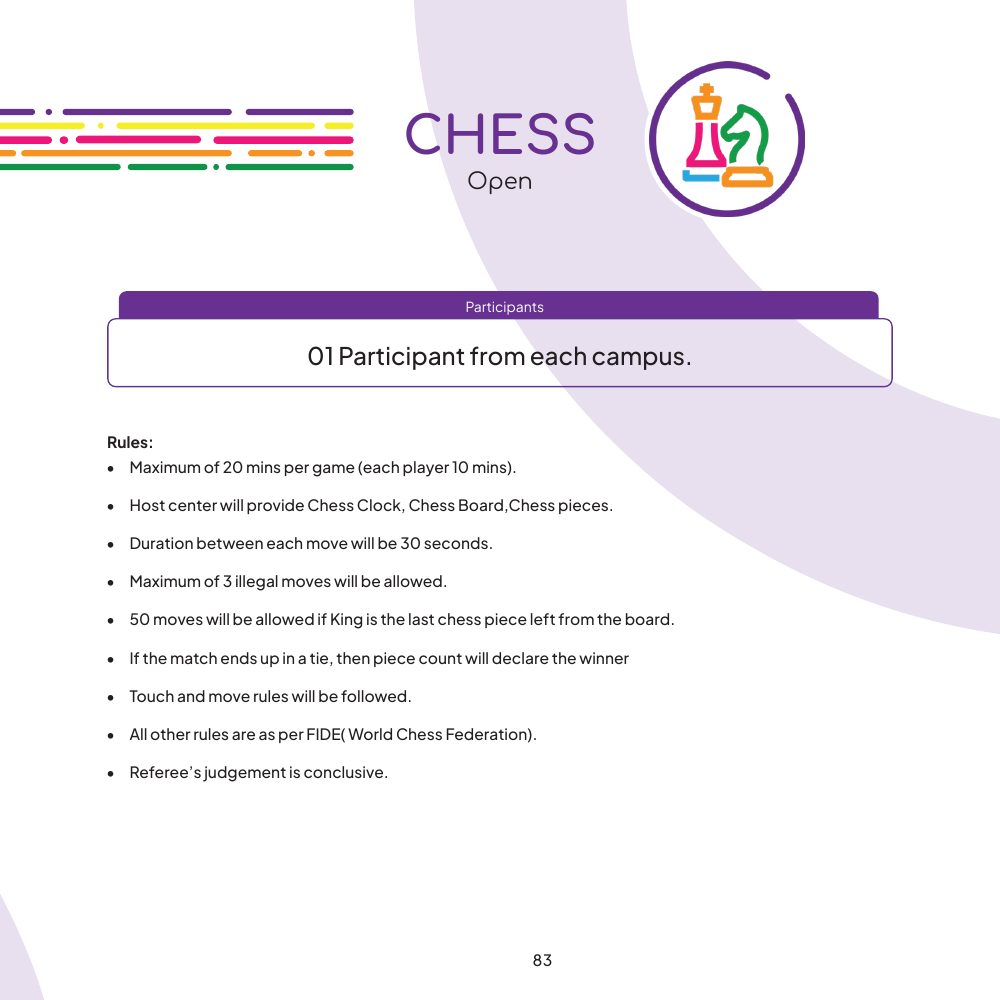 CHESS
Open
Participants
01 Participant from each campus.
Rules:
• Maximum of 20 mins per game (each player 10 mins).
• Host center will provide Chess Clock, Chess Board,Chess pieces.
• Duration between each move will be 30 seconds.
• Maximum of 3 illegal moves will be allowed.
• 50 moves will be allowed if King is the last chess piece left from the board.
• If the match ends up in a tie, then piece count will declare the winner
• Touch and move rules will be followed.
• All other rules are as per FIDE( World Chess Federation).
• Referee’s judgement is conclusive.
83